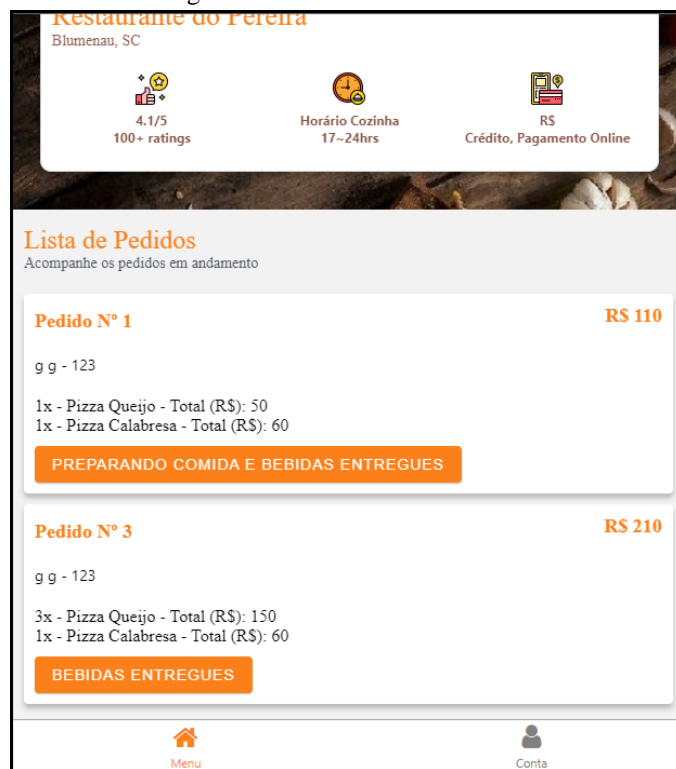 Restaurante do Pereira
Blumenau, SC
4.1/5
100+ ratings
Horário Cozinha
17~24hrs
R$
Crédito, Pagamento Online
Lista de Pedidos
Acompanhe os pedidos em andamento
Pedido Nº 1
R$ 110
g g - 123
1x - Pizza Queijo - Total (R$): 50
1x - Pizza Calabresa - Total (R$): 60
PREPARANDO COMIDA E BEBIDAS ENTREGUES
Pedido Nº 3
R$ 210
g g - 123
3x - Pizza Queijo - Total (R$): 150
1x - Pizza Calabresa - Total (R$): 60
BEBIDAS ENTREGUES
Menu
Conta